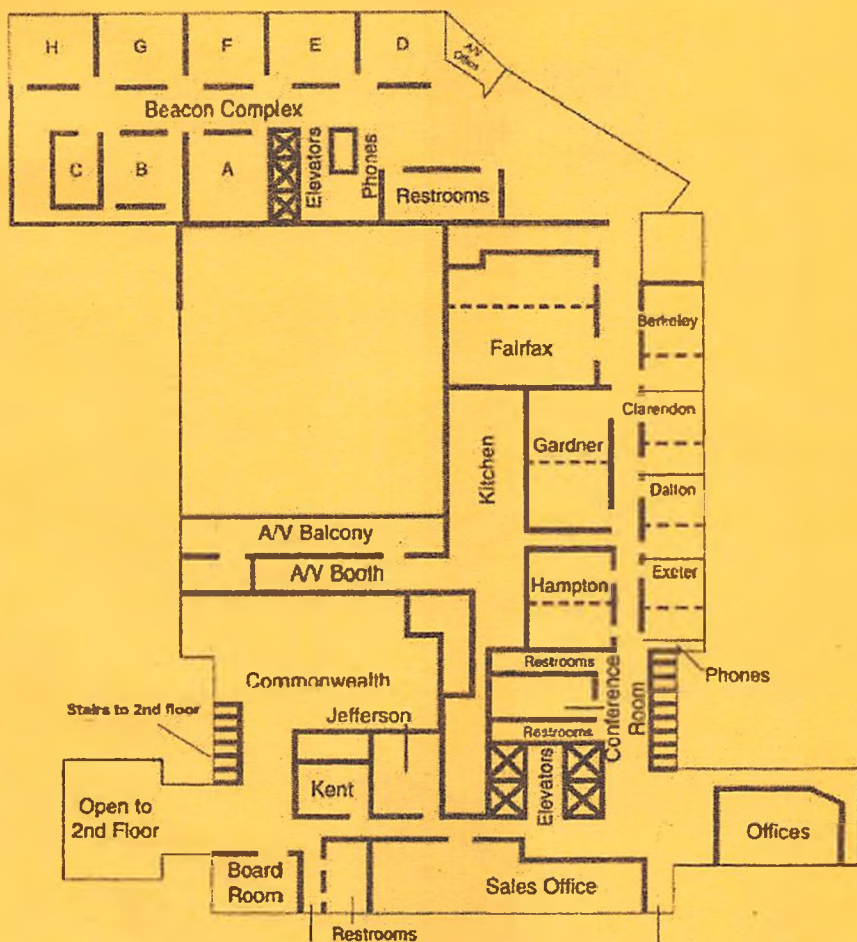 H
G
F
E
D
A/V
Office
Beacon Complex
C
B
A
Elevators
Phones
Restrooms
Berkeley
Fairfax
Clarendon
Gardner
Kitchen
Dalton
A/V Balcony
A/V Booth
Hampton
Exeter
Restrooms
Phones
Commonwealth
Conference
Room
Stairs to 2nd floor
Jefferson
Restrooms
Elevators
Kent
Open to
2nd Floor
Offices
Board
Room
Sales Office
Restrooms